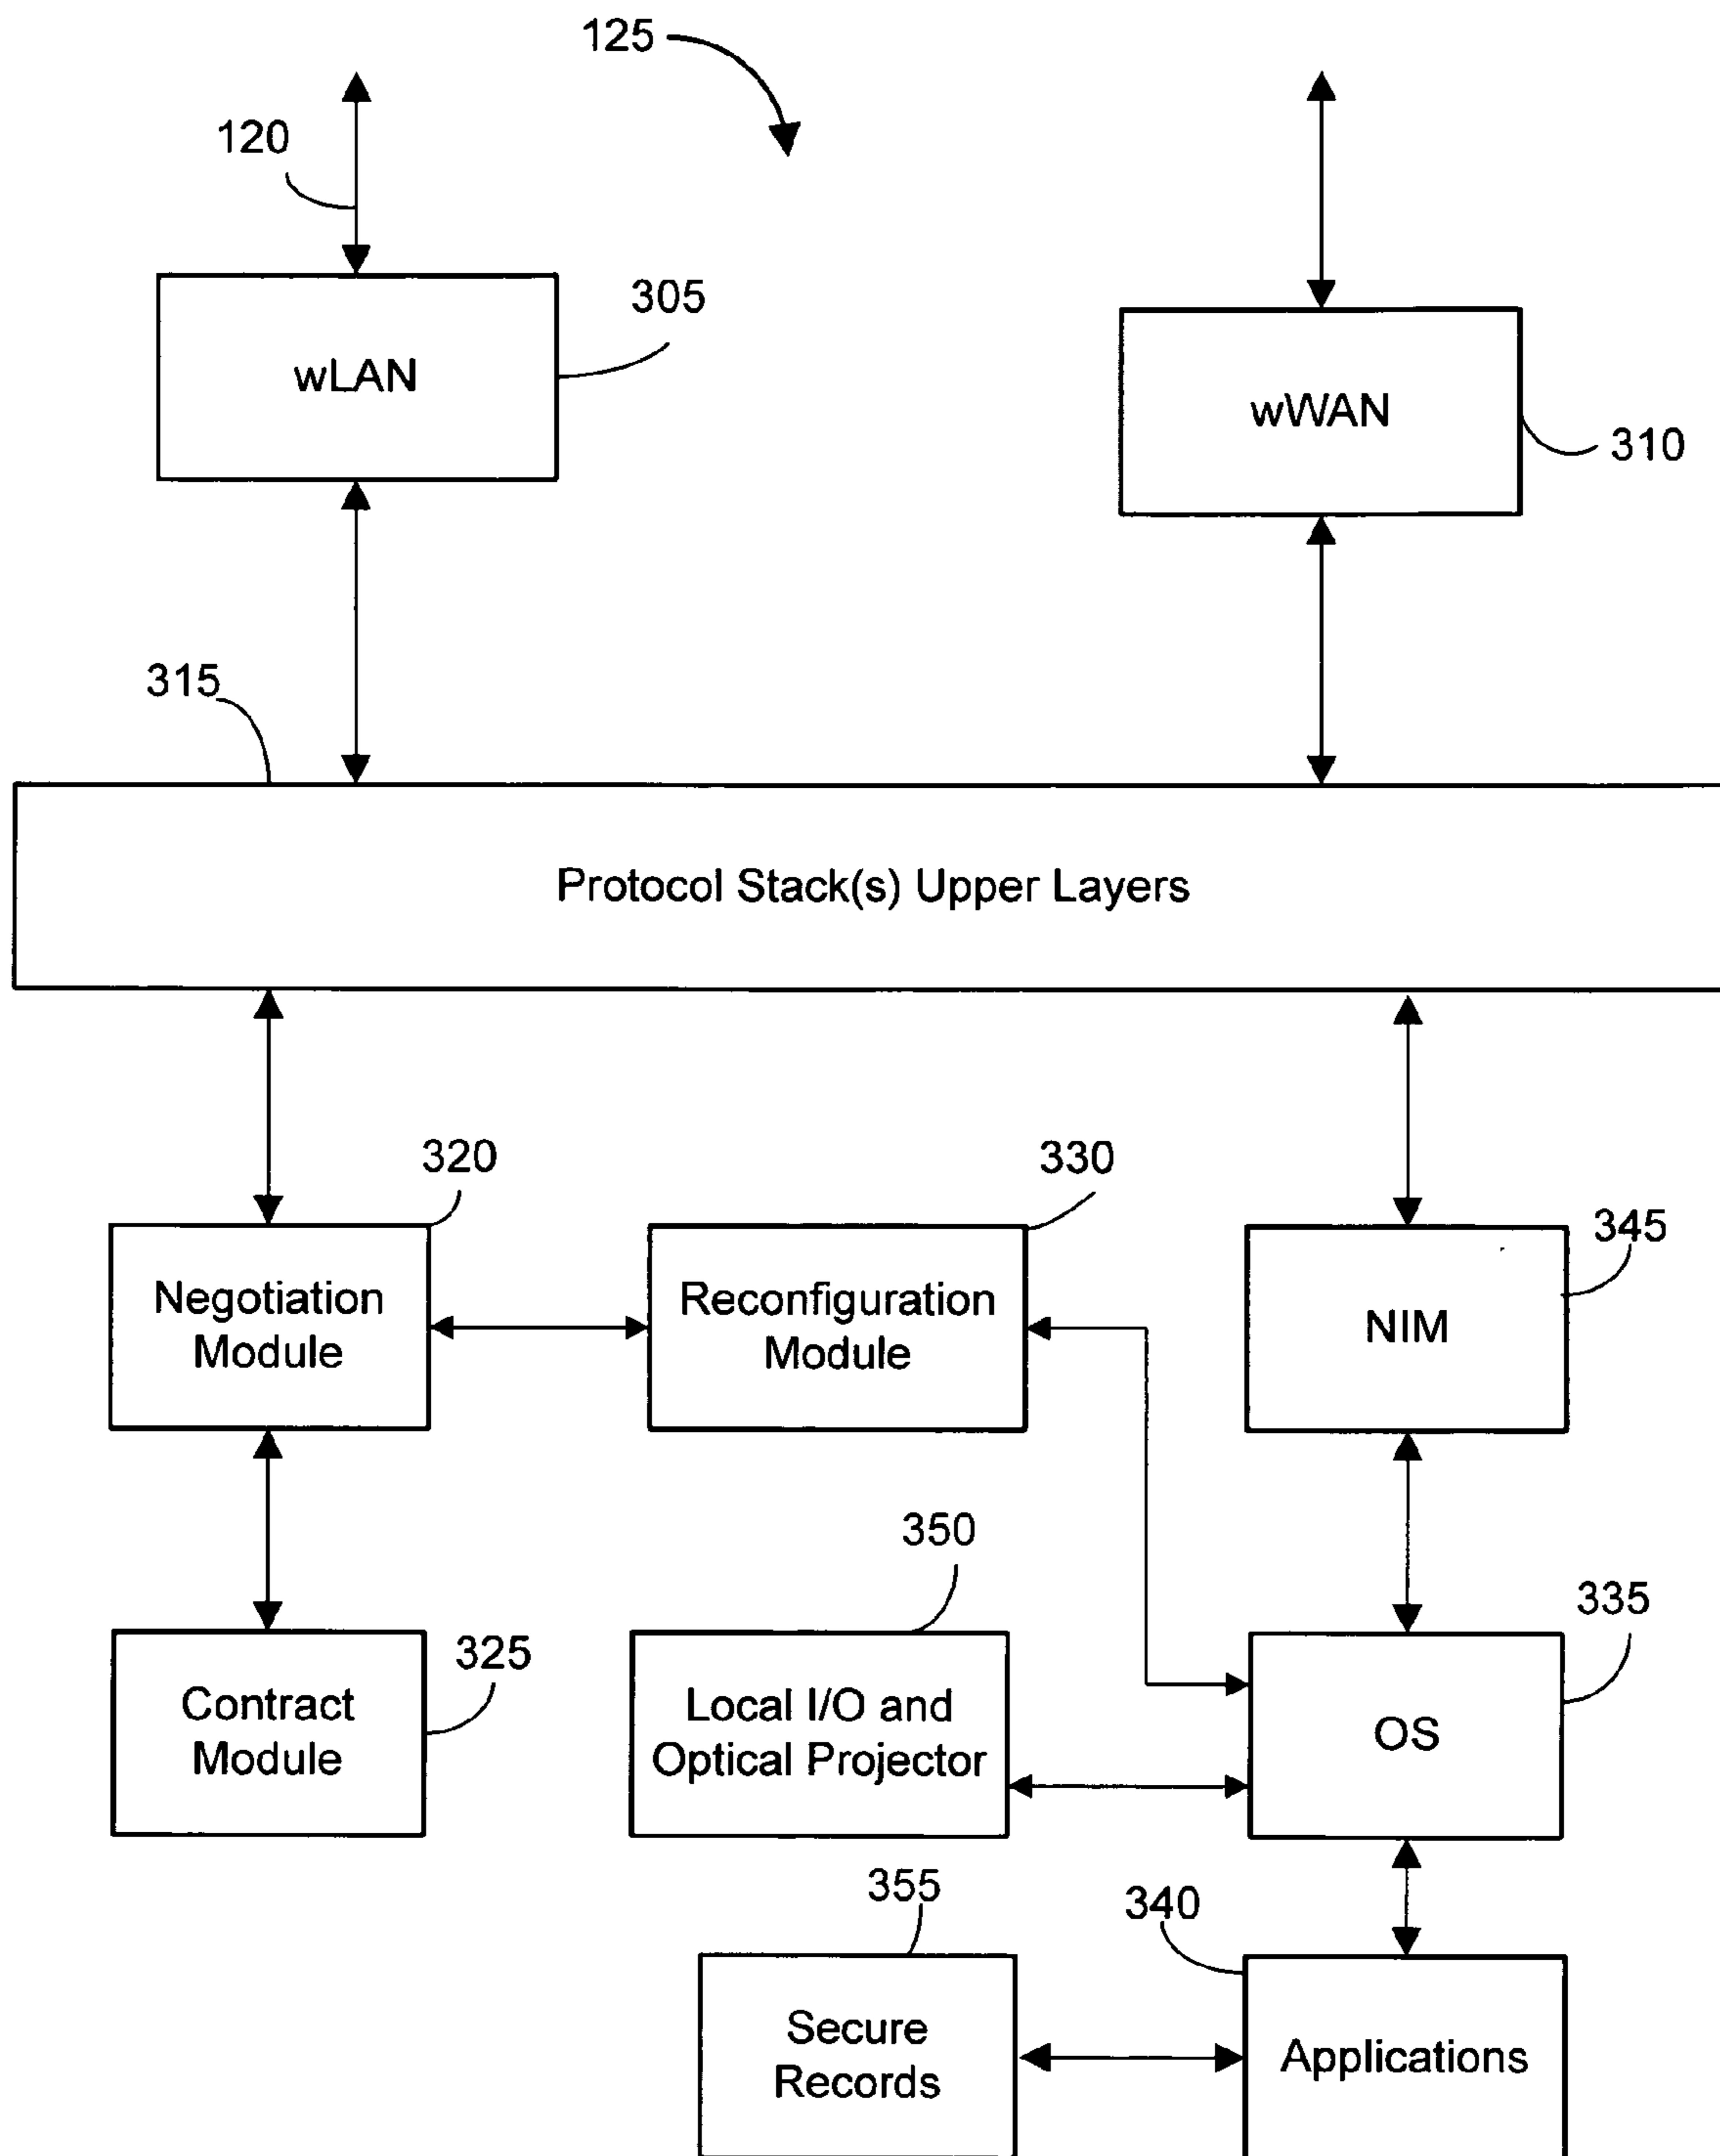 125
120
305
wLAN
wWAN
310
315
Protocol Stack(s) Upper Layers
320
330
345
Negotiation
Module
Reconfiguration
Module
NIM
350
335
325
Contract
Module
Local I/O and
Optical Projector
OS
355
340
Secure
Records
Applications